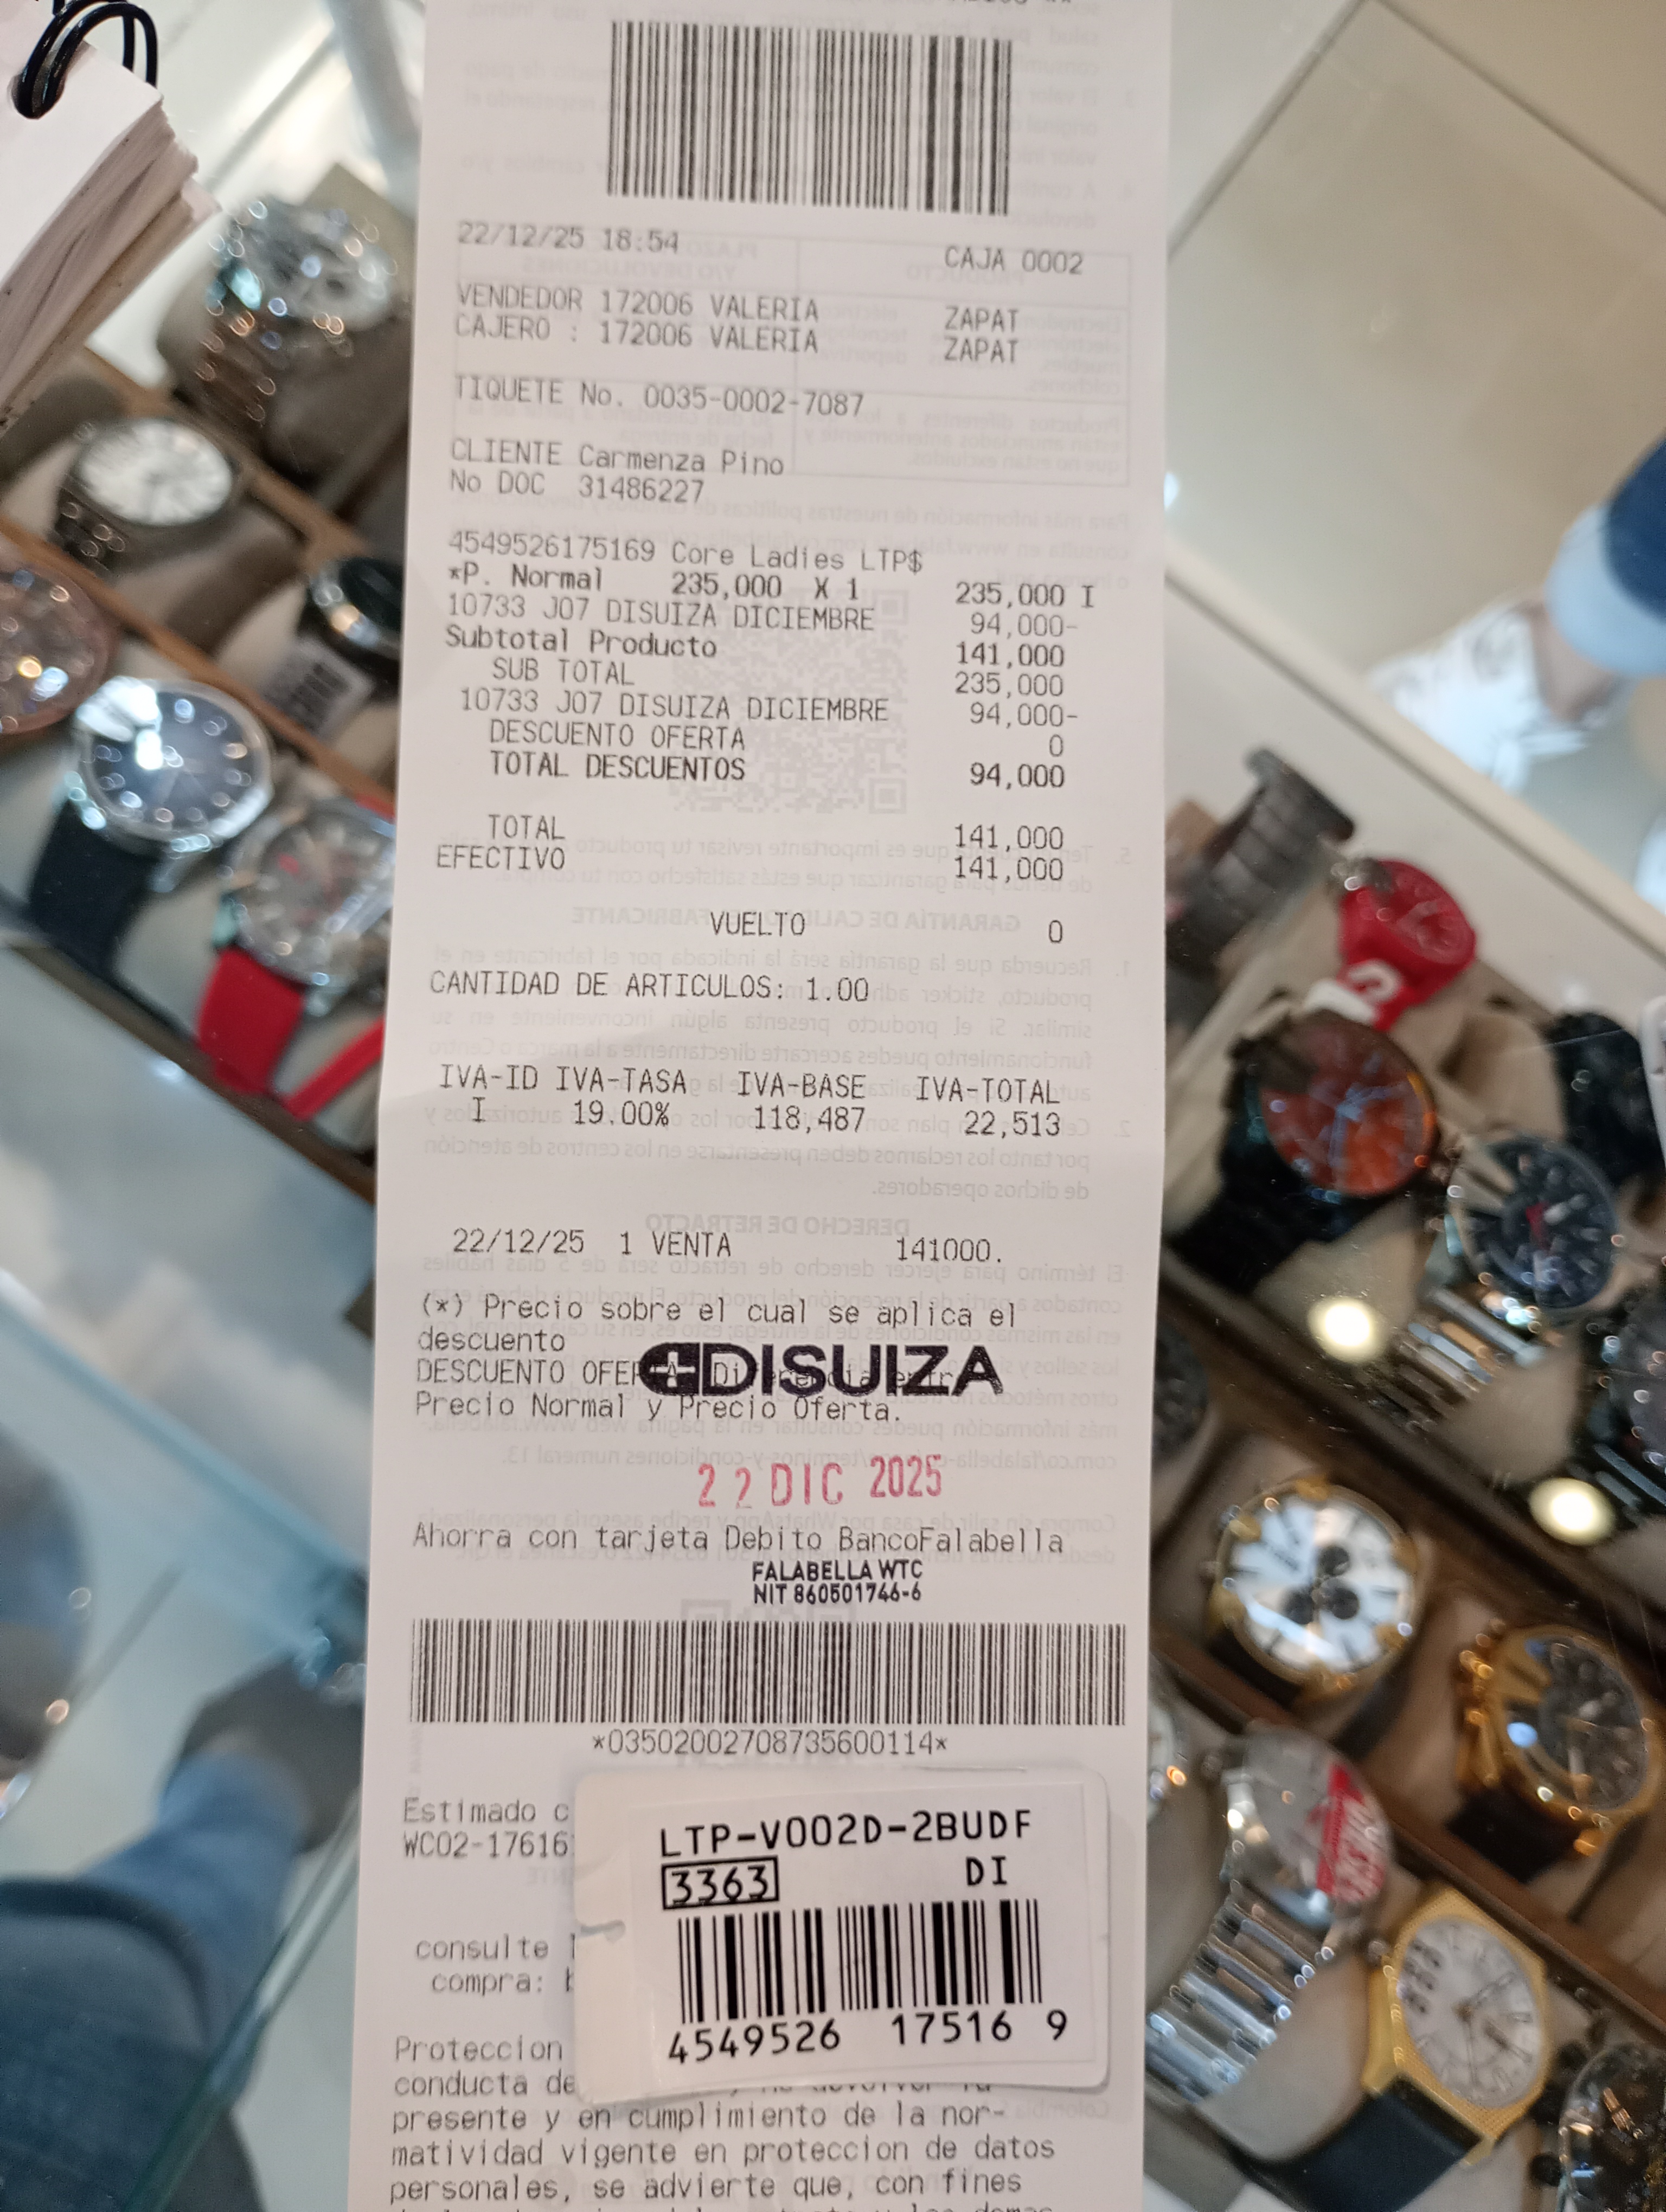 22/12/25 18:54 CAJA 0002
VENDEDOR 172006 VALERIA ZAPAT
CAJERO : 172006 VALERIA ZAPAT
TIQUETE No. 0035-0002-7087
CLIENTE Carmenza Pino
No DOC 31486227
4549526175169 Core Ladies LTP$
*P. Normal 235,000 X 1 235,000 I
10733 J07 DISUIZA DICIEMBRE 94,000-
Subtotal Producto 141,000
SUB TOTAL 235,000
10733 J07 DISUIZA DICIEMBRE 94,000-
DESCUENTO OFERTA 0
TOTAL DESCUENTOS 94,000
TOTAL 141,000
EFECTIVO 141,000
VUELTO 0
CANTIDAD DE ARTICULOS: 1.00
IVA-ID IVA-TASA IVA-BASE IVA-TOTAL
I 19.00% 118,487 22,513
22/12/25 1 VENTA 141000.
(*) Precio sobre el cual se aplica el
descuento
DISUIZA
DESCUENTO OFERTA: Diferencia entre
Precio Normal y Precio Oferta.
22 DIC 2025
Ahorra con tarjeta Debito BancoFalabella
FALABELLA WTC
NIT 860501746-6
*03502002708735600114*
Estimado c
WCO2-17616
LTP-V002D-2BUDF
3363 DI
4549526 17516 9
consulte
compra:
Proteccion
conducta de
presente y en cumplimiento de la nor-
matividad vigente en proteccion de datos
personales, se advierte que, con fines